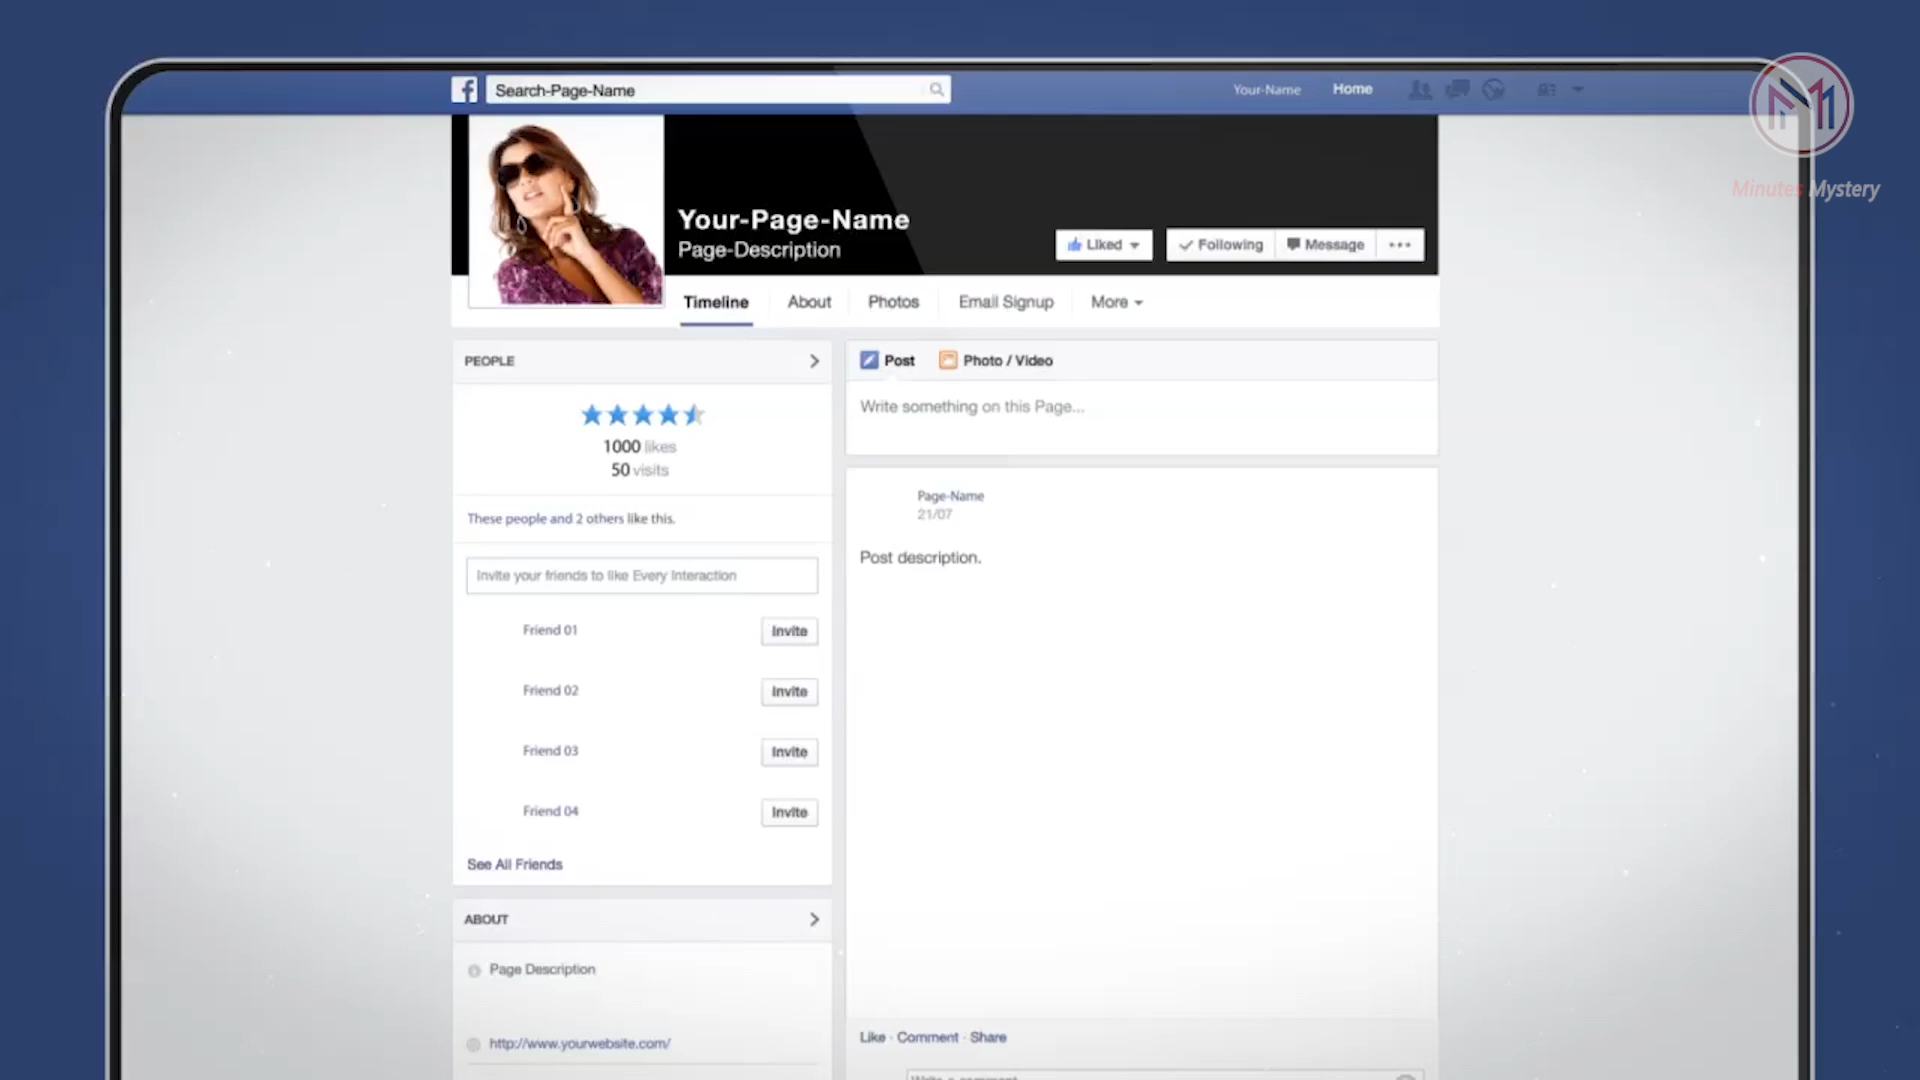 Search-Page-Name
Your-Name
Home
Minutes Mystery
Your-Page-Name
Page-Description
Liked
Following
Message
Timeline
About
Photos
Email Signup
More
PEOPLE
1000 likes
50 visits
These people and 2 others like this.
Invite your friends to like Every Interaction
Friend 01
Invite
Friend 02
Invite
Friend 03
Invite
Friend 04
Invite
See All Friends
ABOUT
Page Description
http://www.yourwebsite.com/
Post
Photo / Video
Write something on this Page...
Page-Name
21/07
Post description.
Like · Comment · Share
Write a comment